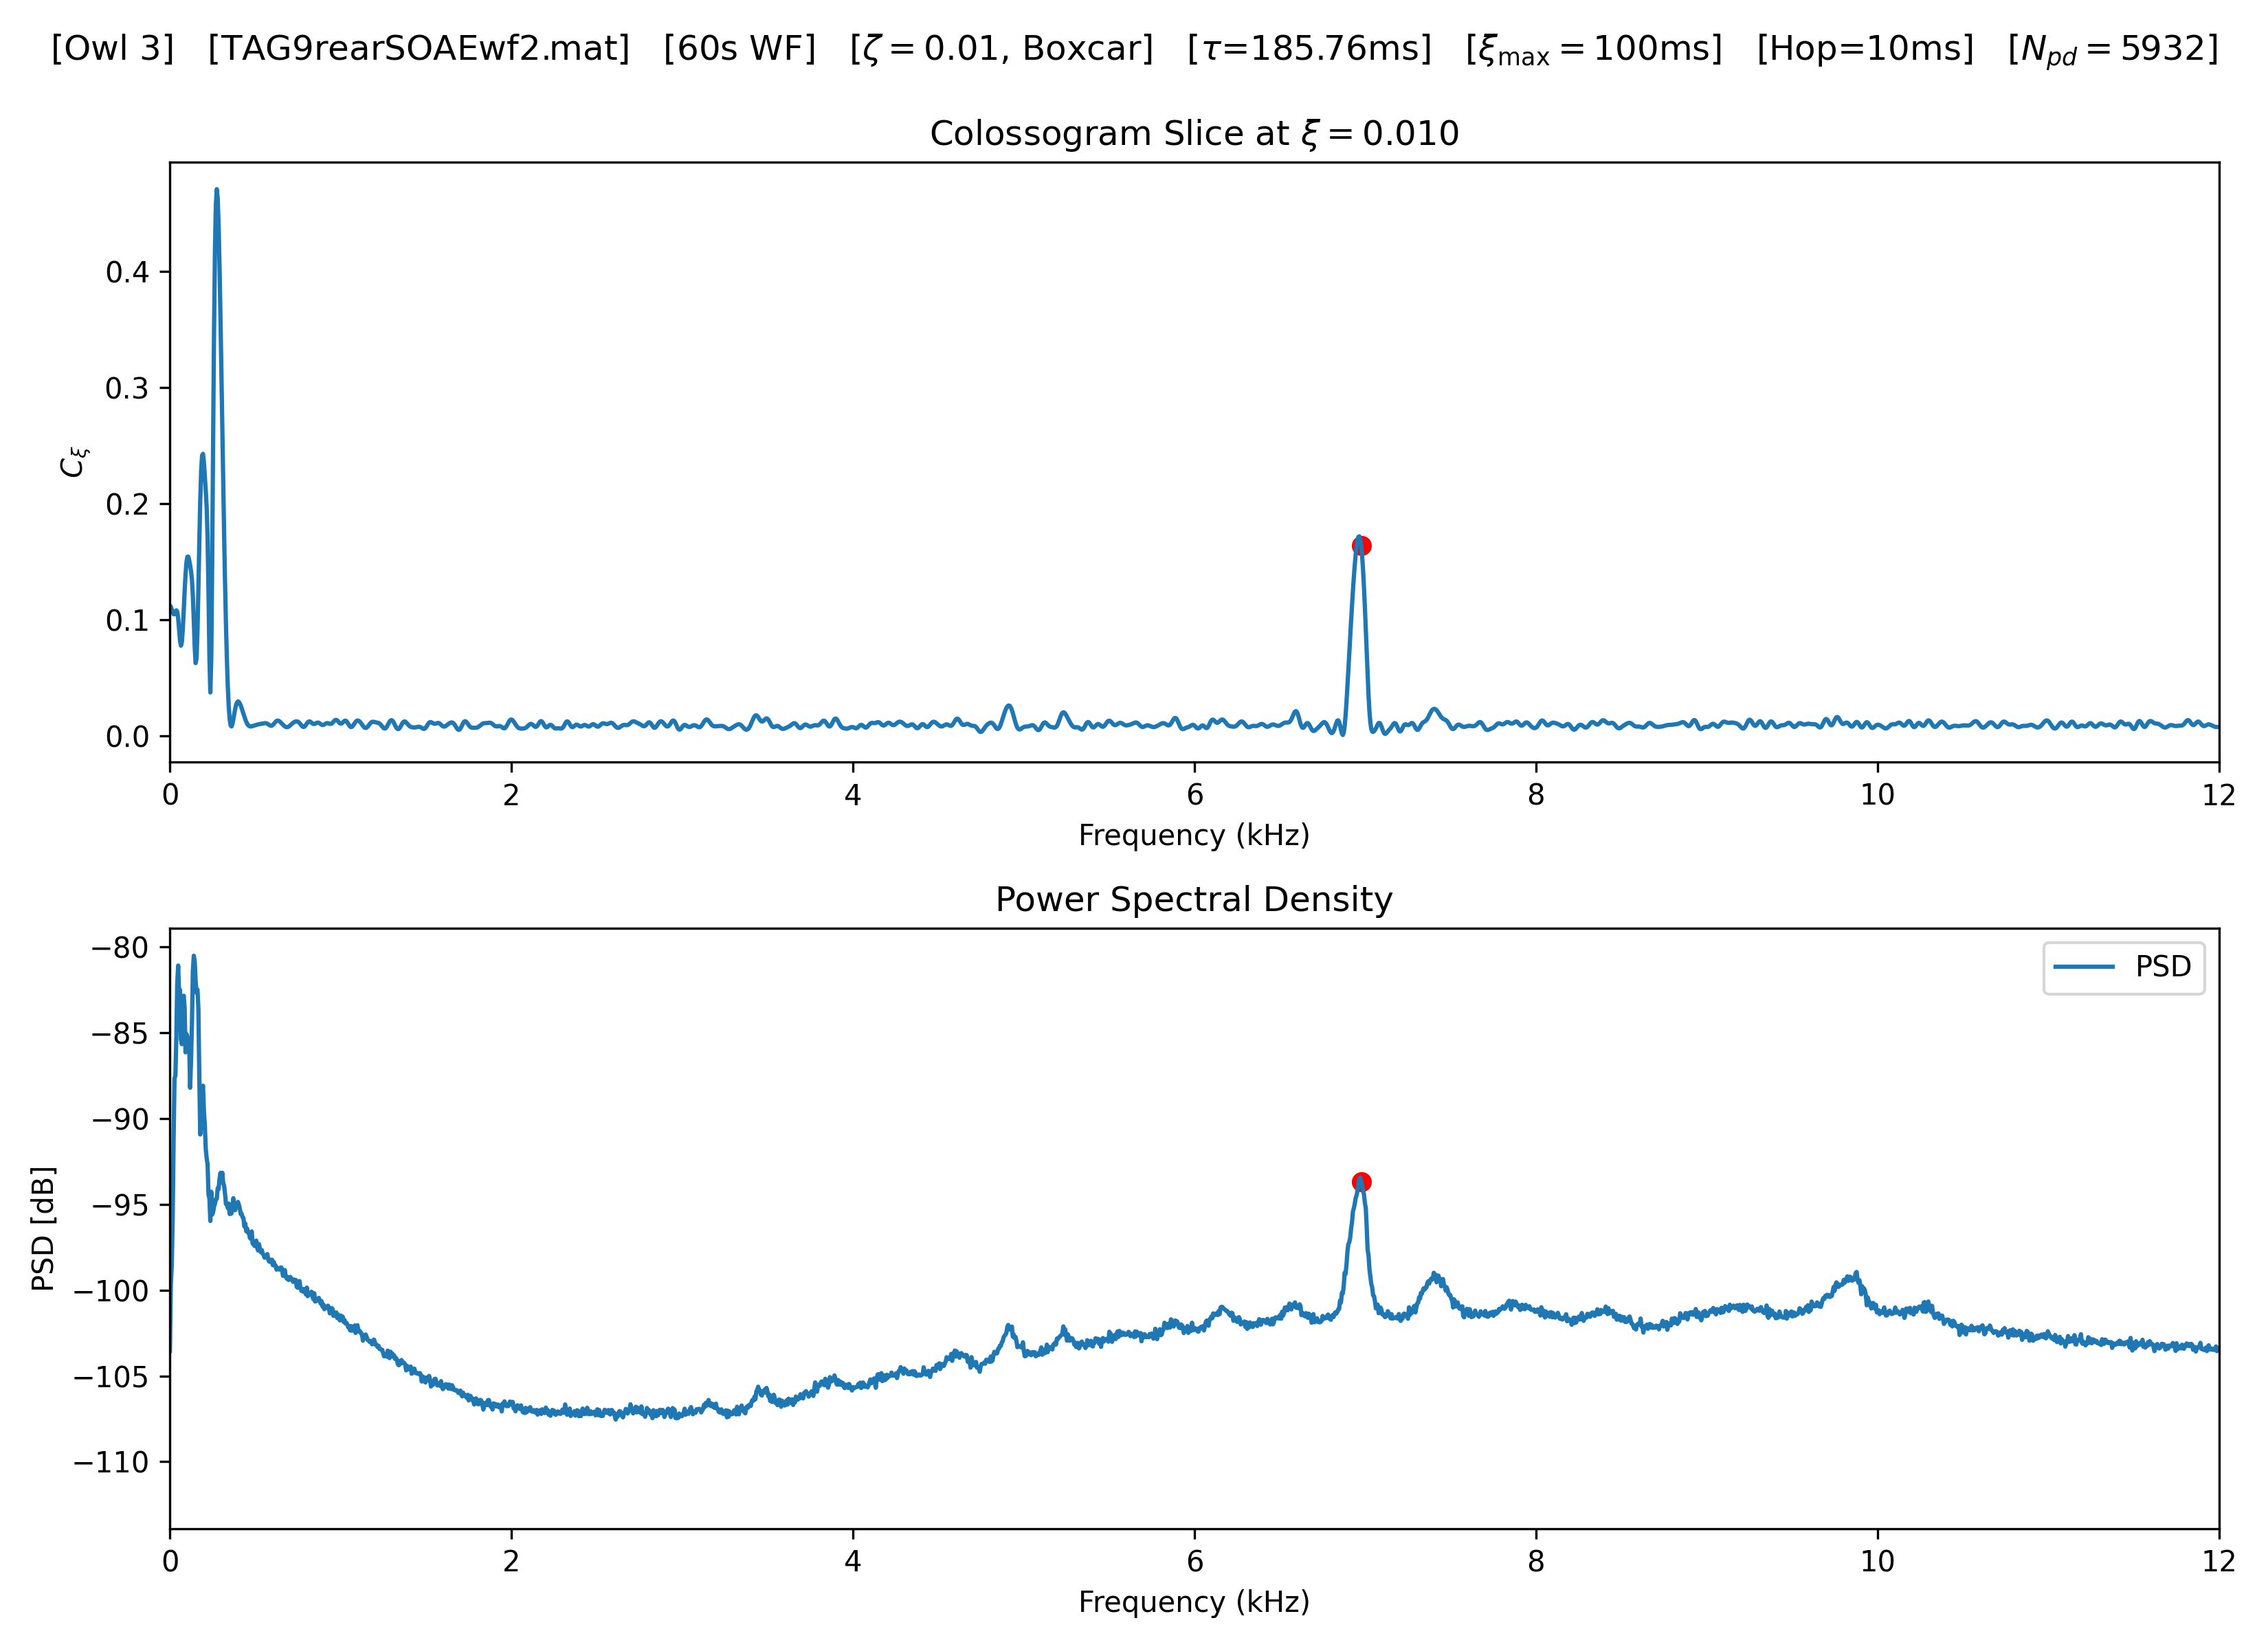 [Owl 3] [TAG9rearSOAEwf2.mat] [60s WF] [ζ = 0.01, Boxcar] [τ=185.76ms] [ξmax = 100ms] [Hop=10ms] [Npd = 5932]
Colossogram Slice at ξ = 0.010
Cξ
0.4
0.3
0.2
0.1
0.0
0 2 4 6 8 10 12
Frequency (kHz)
Power Spectral Density
PSD [dB]
−80
−85
−90
−95
−100
−105
−110
PSD
0 2 4 6 8 10 12
Frequency (kHz)